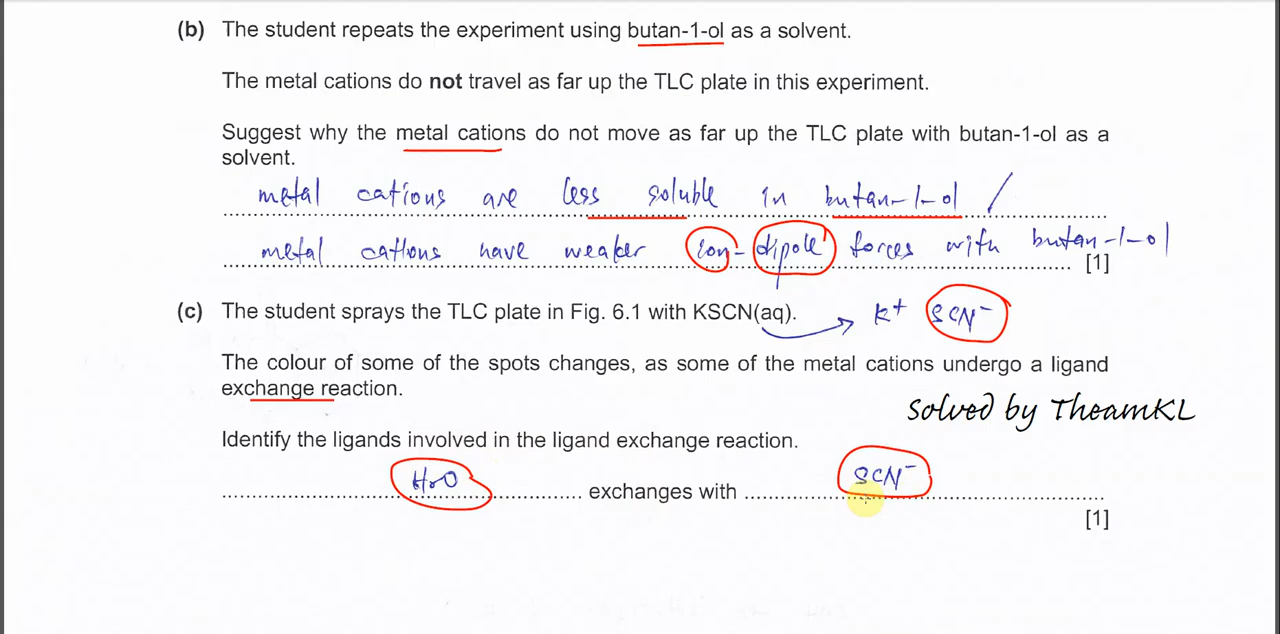 (b) The student repeats the experiment using butan-1-ol as a solvent.
The metal cations do not travel as far up the TLC plate in this experiment.
Suggest why the metal cations do not move as far up the TLC plate with butan-1-ol as a
solvent.
metal cations are less soluble in butan-1-ol /
metal cations have weaker ion-dipole forces with butan-1-ol
[1]
(c) The student sprays the TLC plate in Fig. 6.1 with KSCN(aq). → K+ SCN-
The colour of some of the spots changes, as some of the metal cations undergo a ligand
exchange reaction.
Solved by TheamKL
Identify the ligands involved in the ligand exchange reaction.
H2O exchanges with SCN-
[1]